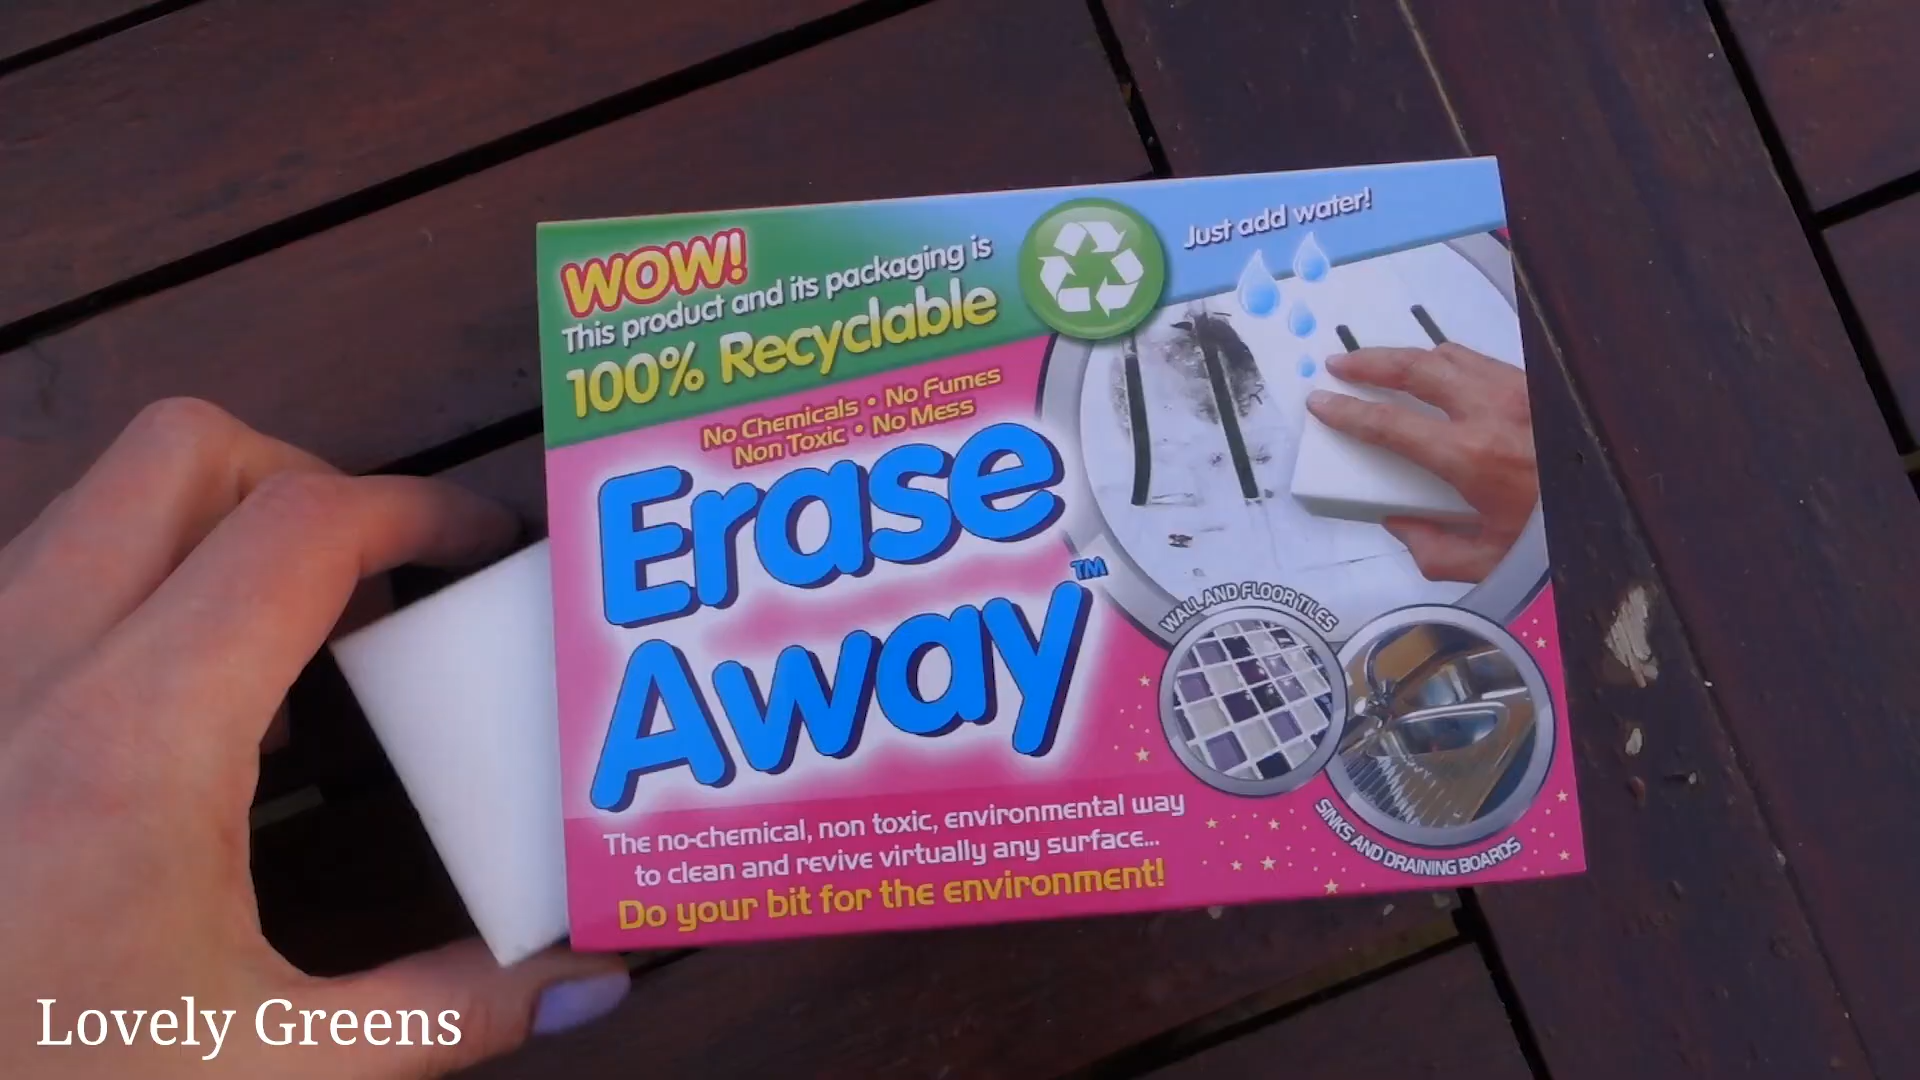 WOW!
This product and its packaging is
100% Recyclable
Just add water!
No Chemicals • No Fumes
Non Toxic • No Mess
Erase
Away™
WALL AND FLOOR TILES
SINKS AND DRAINING BOARDS
The no-chemical, non toxic, environmental way
to clean and revive virtually any surface...
Do your bit for the environment!
Lovely Greens